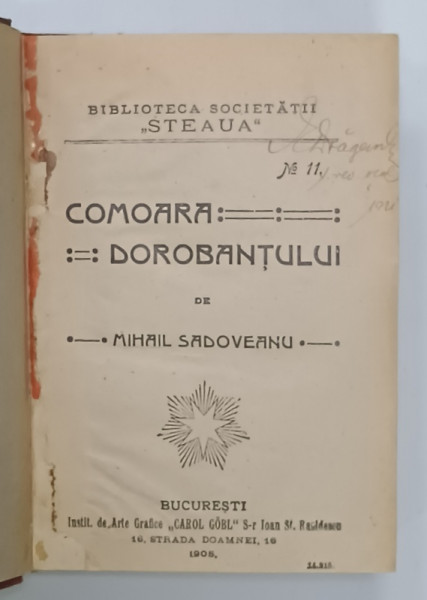 BIBLIOTECA SOCIETĂTII
„STEAUA“
№ 11.
COMOARA
DOROBANȚULUI
DE
MIHAIL SADOVEANU
BUCUREȘTI
Instit. de Arte Grafice „CAROL GÖBL“ S-r Ioan St. Rasidescu
16, STRADA DOAMNEI, 16
1905.